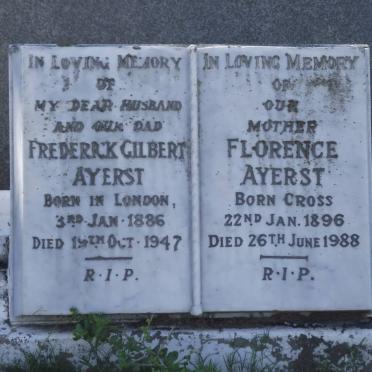 IN LOVING MEMORY
OF
MY DEAR HUSBAND
AND OUR DAD
FREDERICK GILBERT
AYERST
BORN IN LONDON,
3RD JAN. 1886
DIED 19TH OCT. 1947
R·I·P.
IN LOVING MEMORY
OF
OUR
MOTHER
FLORENCE
AYERST
BORN CROSS
22ND JAN. 1896
DIED 26TH JUNE 1988
R·I·P.